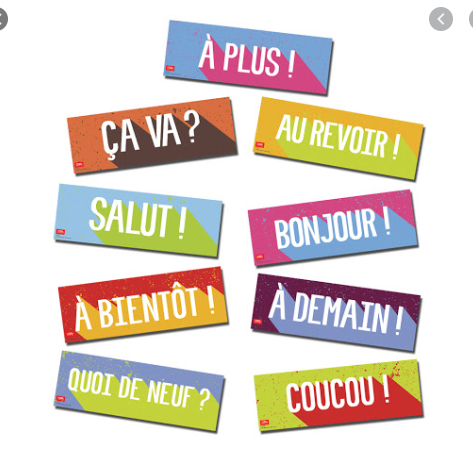 À PLUS !
ÇA VA ?
AU REVOIR !
SALUT !
BONJOUR !
À BIENTÔT !
À DEMAIN !
QUOI DE NEUF ?
COUCOU !